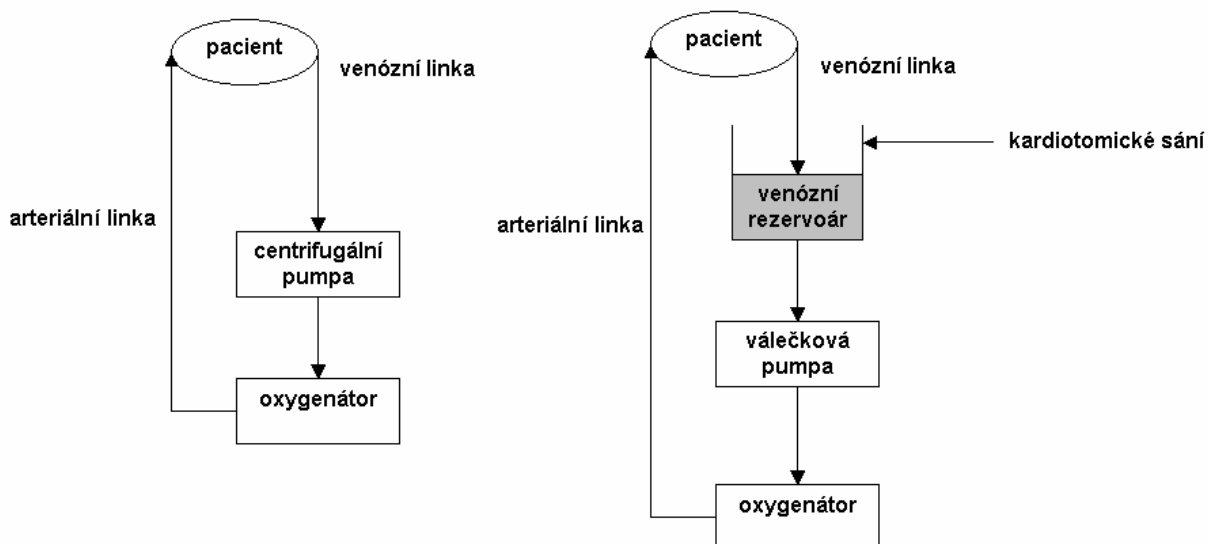 pacient
venózní linka
arteriální linka
centrifugální
pumpa
oxygenátor
pacient
venózní linka
kardiotomické sání
venózní
rezervoár
arteriální linka
válečková
pumpa
oxygenátor